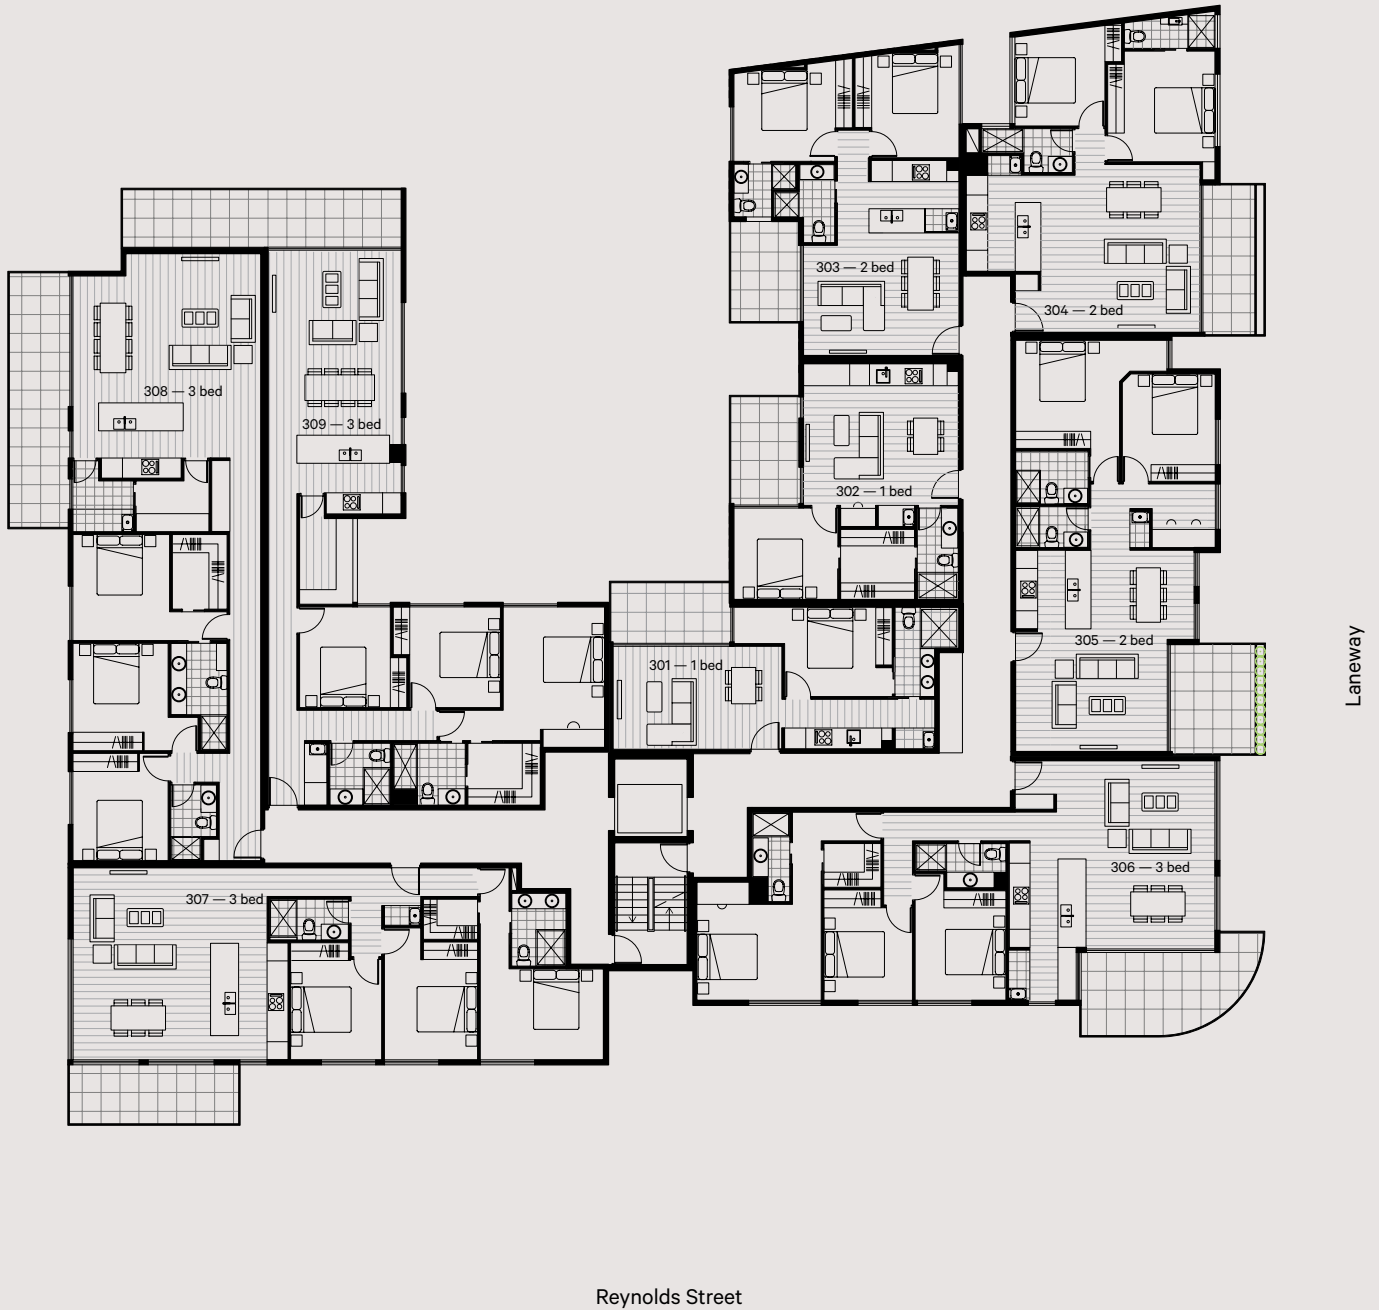 303 — 2 bed
304 — 2 bed
308 — 3 bed
309 — 3 bed
302 — 1 bed
305 — 2 bed
301 — 1 bed
306 — 3 bed
307 — 3 bed
Laneway
Reynolds Street